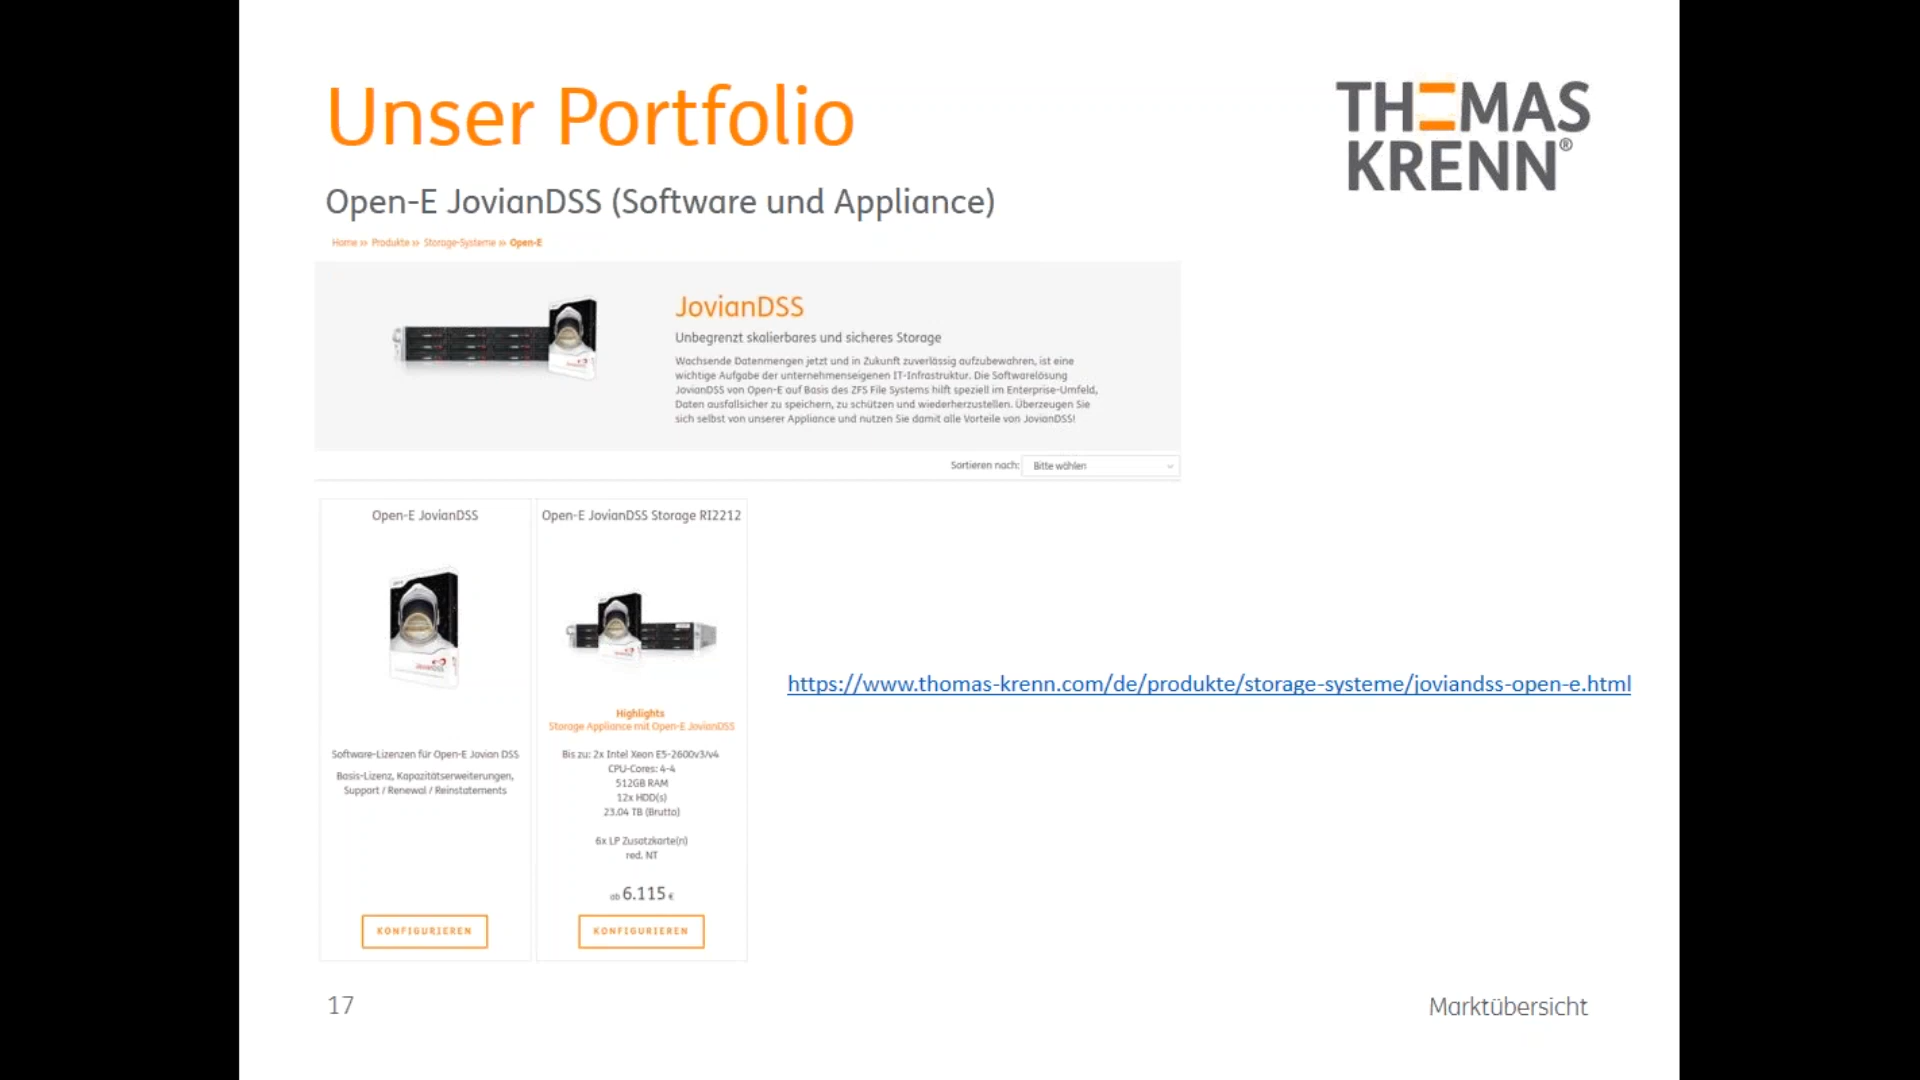 Unser Portfolio
THOMAS
KRENN®
Open-E JovianDSS (Software und Appliance)
Home >> Produkte >> Storage-Systeme >> Open-E
JovianDSS
Unbegrenzt skalierbares und sicheres Storage
Wachsende Datenmengen jetzt und in Zukunft zuverlässig aufzubewahren, ist eine
wichtige Aufgabe der unternehmenseigenen IT-Infrastruktur. Die Softwarelösung
JovianDSS von Open-E auf Basis des ZFS File Systems hilft speziell im Enterprise-Umfeld,
Daten ausfallsicher zu speichern, zu schützen und wiederherzustellen. Überzeugen Sie
sich selbst von unserer Appliance und nutzen Sie damit alle Vorteile von JovianDSS!
Sortieren nach: Bitte wählen
Open-E JovianDSS
JovianDSS
Software-Lizenzen für Open-E Jovian DSS
Basis-Lizenz, Kapazitätserweiterungen,
Support / Renewal / Reinstatements
KONFIGURIEREN
Open-E JovianDSS Storage RI2212
Highlights
Storage Appliance mit Open-E JovianDSS
Bis zu: 2x Intel Xeon E5-2600v3/v4
CPU-Cores: 4-4
512GB RAM
12x HDD(s)
23.04 TB (Brutto)
6x LP Zusatzkarte(n)
red. NT
ab 6.115 €
KONFIGURIEREN
https://www.thomas-krenn.com/de/produkte/storage-systeme/joviandss-open-e.html
17
Marktübersicht